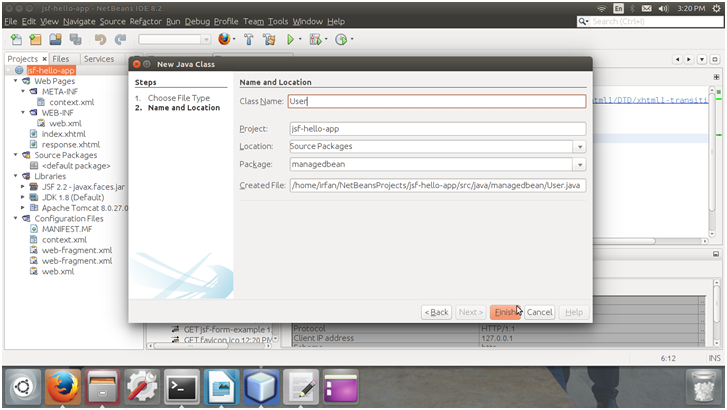 jsf-hello-app - NetBeans IDE 8.2
En
3:20 PM
File Edit View Navigate Source Refactor Run Debug Profile Team Tools Window Help
Search (Ctrl+I)
Projects
Files
Services
jsf-hello-app
Web Pages
META-INF
context.xml
WEB-INF
web.xml
index.xhtml
response.xhtml
Source Packages
<default package>
Libraries
JSF 2.2 - javax.faces.jar
JDK 1.8 (Default)
Apache Tomcat 8.0.27.0
Configuration Files
MANIFEST.MF
context.xml
web-fragment.xml
web-fragment.xml
web.xml
New Java Class
Steps
1. Choose File Type
2. Name and Location
Name and Location
Class Name: User
Project: jsf-hello-app
Location: Source Packages
Package: managedbean
Created File: /home/irfan/NetBeansProjects/jsf-hello-app/src/java/managedbean/User.java
< Back
Next >
Finish
Cancel
Help
html1/DTD/xhtml1-transiti
GET jsf-form-example 1
GET favicon.ico 12:20 PM
Protocol HTTP/1.1
Client IP address 127.0.0.1
6:12
INS